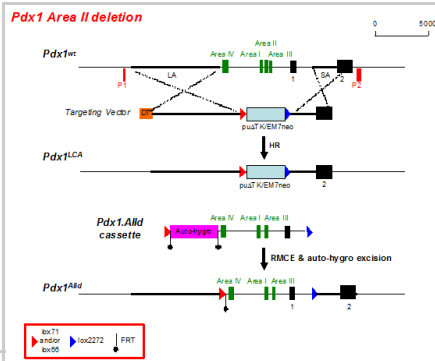 Pdx1 Area II deletion
0 5000
Area II
Area IV Area I Area III
Pdx1wt
LA SA
P1 1 2 P2
Targeting Vector
puΔTK/EM7neo
HR
Pdx1LCA
puΔTK/EM7neo
2
Pdx1.AIId
cassette
Area IV Area I Area III
Auto-hygro
1
RMCE & auto-hygro excision
Area IV Area I Area III
Pdx1AIId
1 2
lox71
and/or
lox66
lox2272
FRT